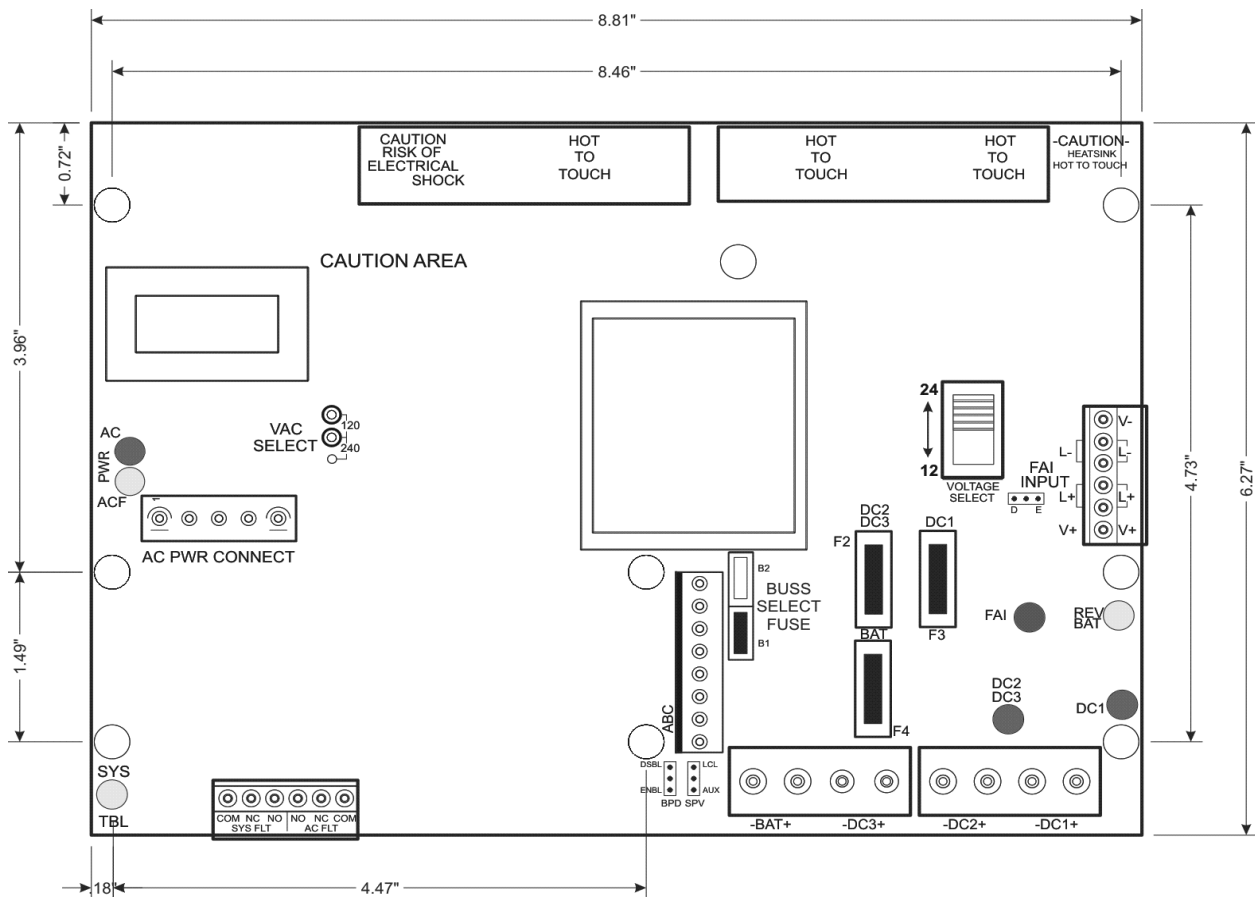 8.81"
8.46"
0.72"
3.96"
1.49"
4.73"
6.27"
CAUTION
RISK OF
ELECTRICAL
SHOCK
HOT
TO
TOUCH
HOT
TO
TOUCH
HOT
TO
TOUCH
-CAUTION-
HEATSINK
HOT TO TOUCH
CAUTION AREA
AC
PWR
ACF
VAC
SELECT
120
240
1
AC PWR CONNECT
24
12
VOLTAGE
SELECT
FAI
INPUT
D E
V-
L- L-
L+ L+
V+ V+
DC2
DC3
F2
DC1
F3
BAT
F4
B2
BUSS
SELECT
FUSE
B1
FAI
REV
BAT
DC2
DC3
DC1
ABC
DSBL
ENBL
BPD
LCL
AUX
SPV
SYS
TBL
COM NC NO NO NC COM
SYS FLT AC FLT
-BAT+ -DC3+ -DC2+ -DC1+
.18"
4.47"